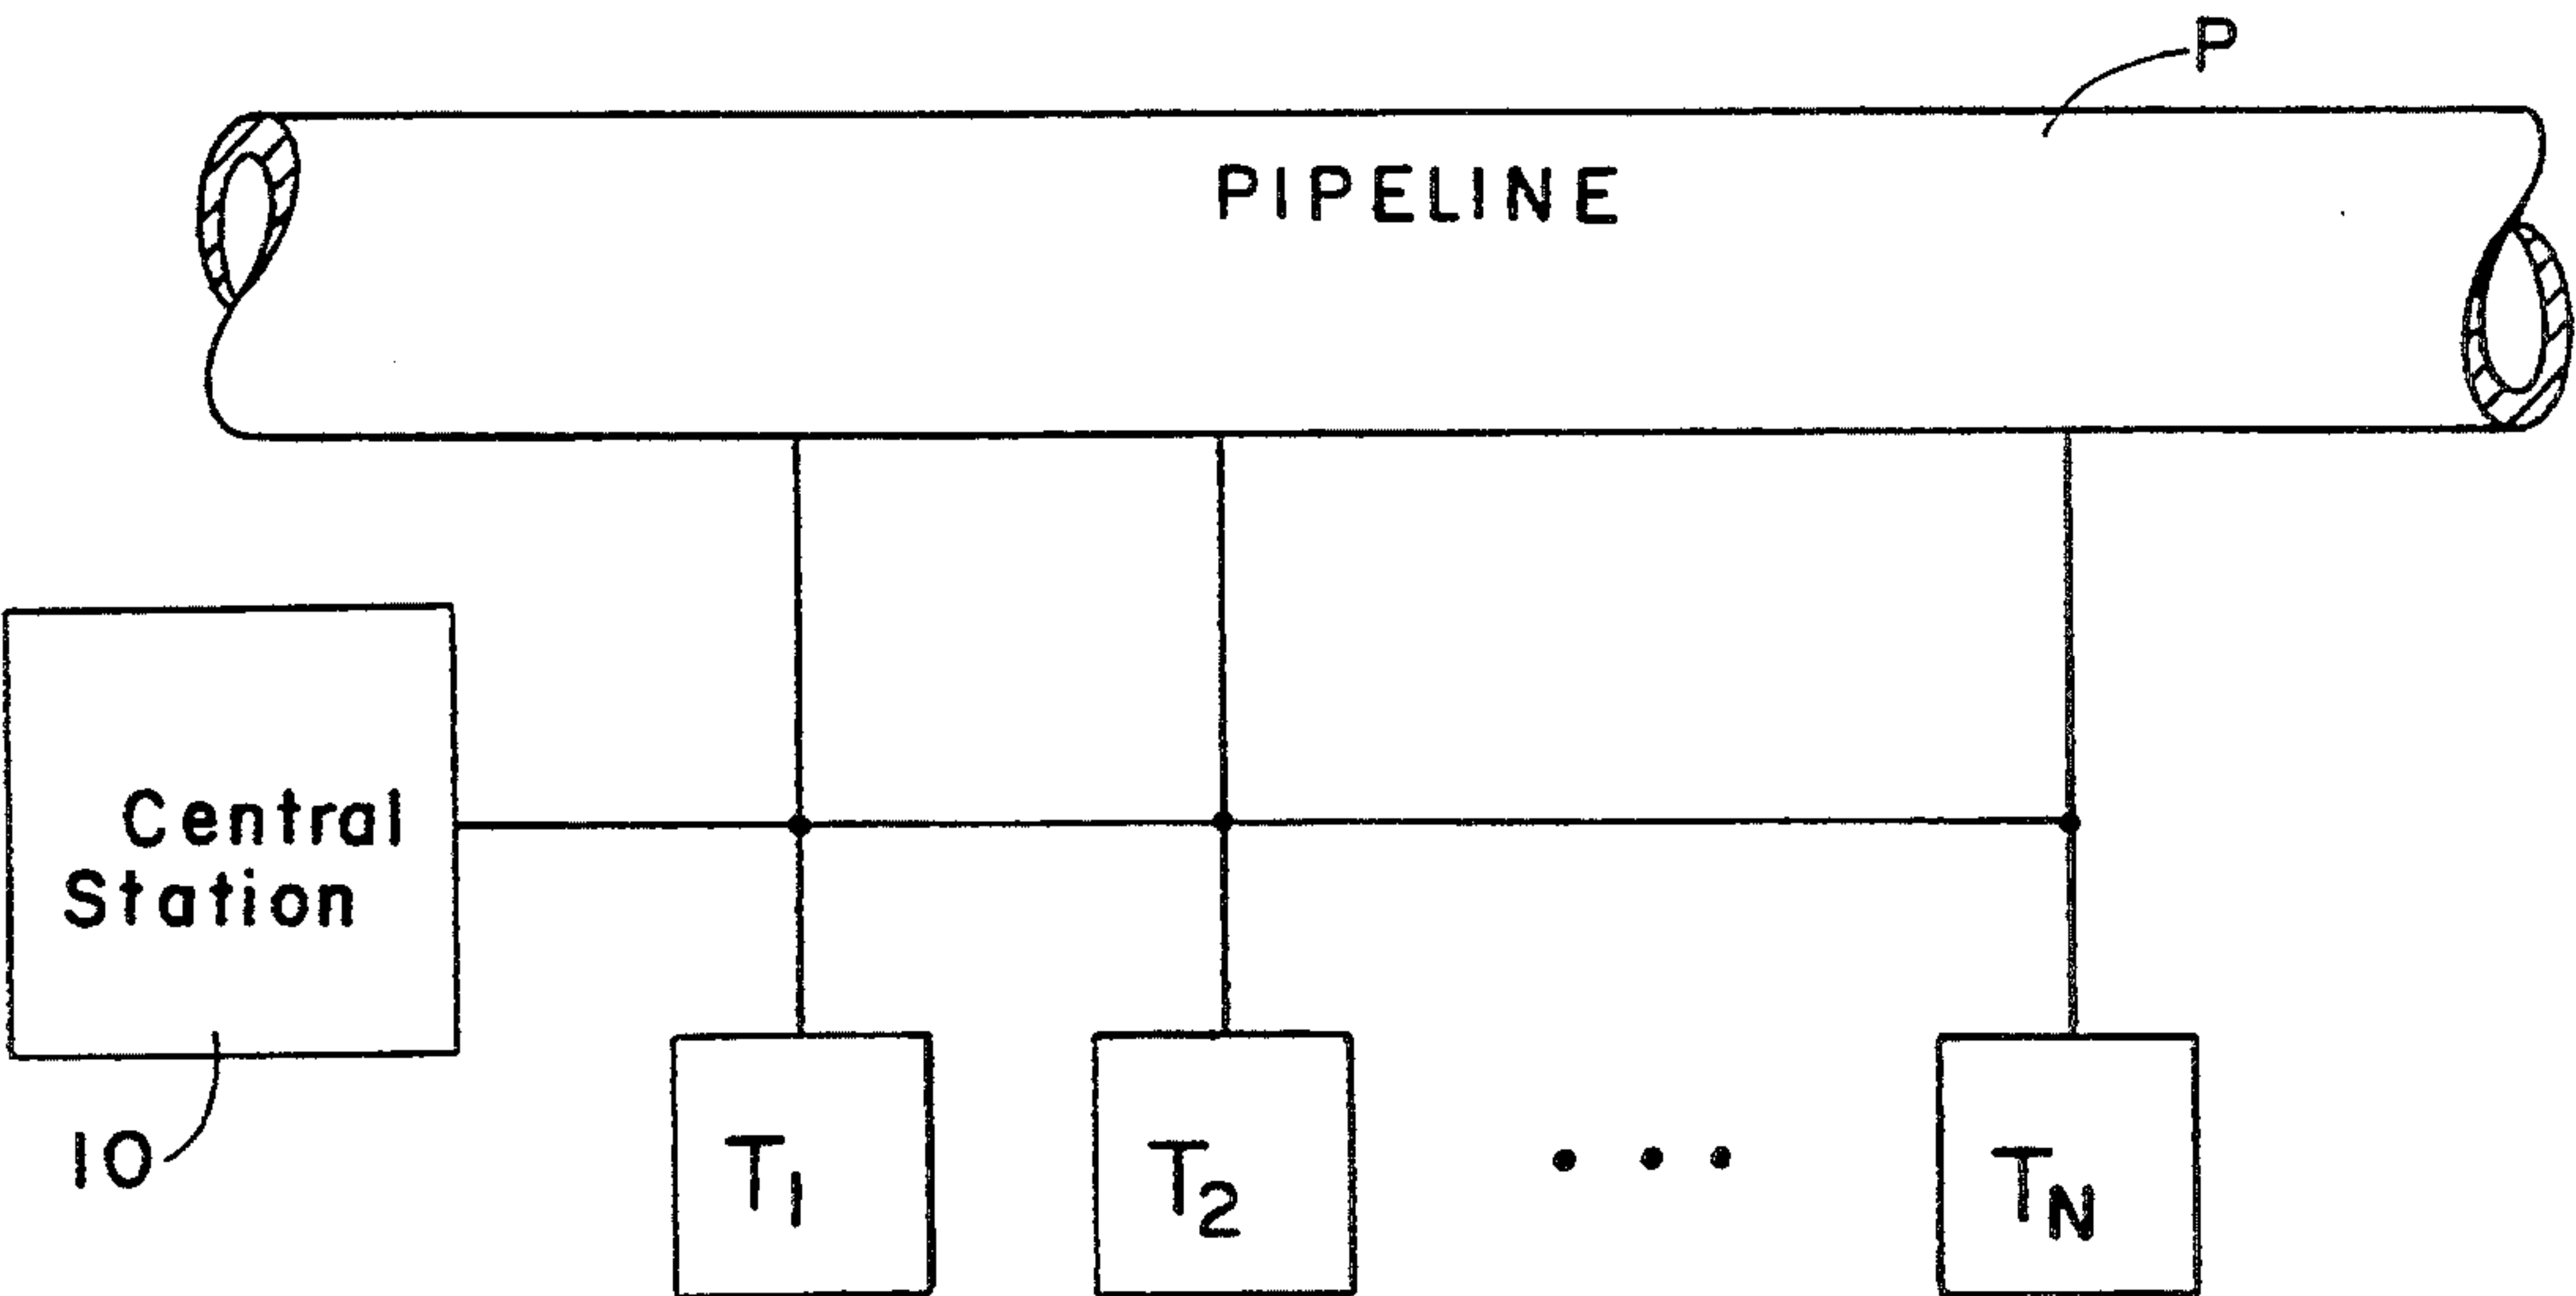 P
PIPELINE
Central
Station
10
T1
T2
• • •
TN